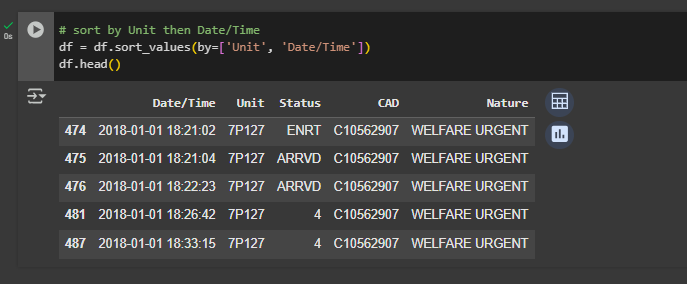 # sort by Unit then Date/Time
df = df.sort_values(by=['Unit', 'Date/Time'])
df.head()
0s
Date/Time Unit Status CAD Nature
474 2018-01-01 18:21:02 7P127 ENRT C10562907 WELFARE URGENT
475 2018-01-01 18:21:04 7P127 ARRVD C10562907 WELFARE URGENT
476 2018-01-01 18:22:23 7P127 ARRVD C10562907 WELFARE URGENT
481 2018-01-01 18:26:42 7P127 4 C10562907 WELFARE URGENT
487 2018-01-01 18:33:15 7P127 4 C10562907 WELFARE URGENT